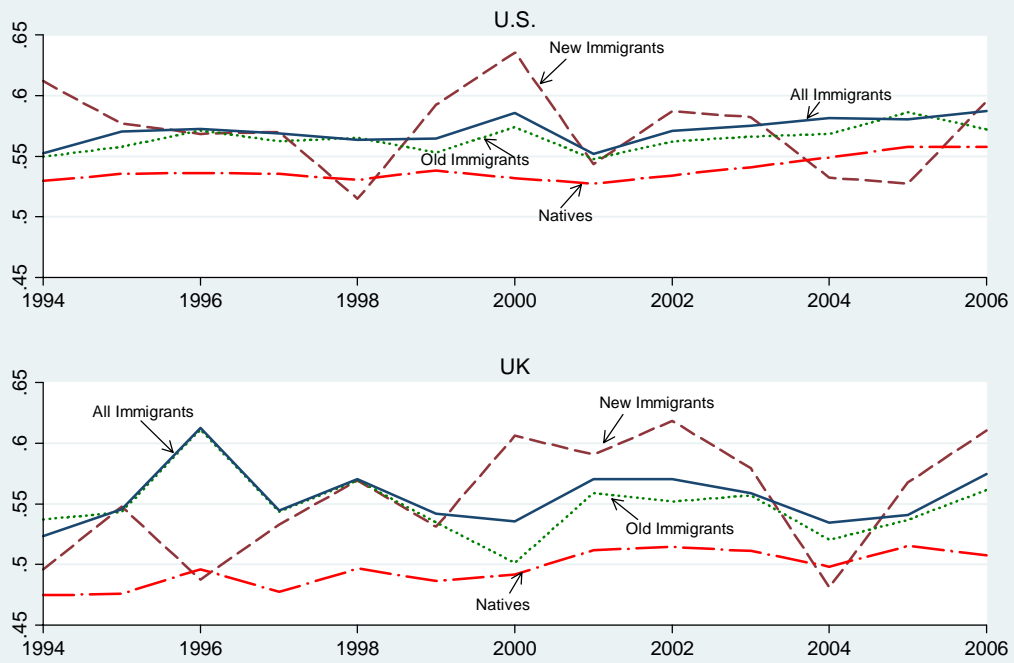 U.S.
.65
.6
.55
.5
.45
New Immigrants
All Immigrants
Old Immigrants
Natives
1994 1996 1998 2000 2002 2004 2006
UK
.65
.6
.55
.5
.45
All Immigrants
New Immigrants
Old Immigrants
Natives
1994 1996 1998 2000 2002 2004 2006